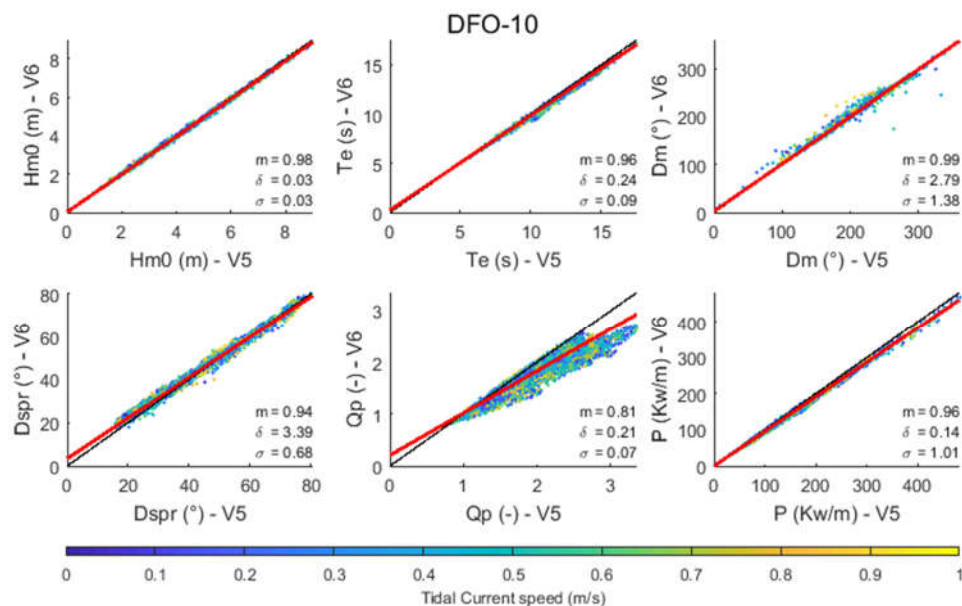 DFO-10
Hm0 (m) - V6
8
6
4
2
0
0 2 4 6 8
m = 0.98
δ = 0.03
σ = 0.03
Hm0 (m) - V5
Te (s) - V6
15
10
5
0
0 5 10 15
m = 0.96
δ = 0.24
σ = 0.09
Te (s) - V5
Dm (°) - V6
300
200
100
0
0 100 200 300
m = 0.99
δ = 2.79
σ = 1.38
Dm (°) - V5
Dspr (°) - V6
80
60
40
20
0
0 20 40 60 80
m = 0.94
δ = 3.39
σ = 0.68
Dspr (°) - V5
Qp (-) - V6
3
2
1
0
0 1 2 3
m = 0.81
δ = 0.21
σ = 0.07
Qp (-) - V5
P (Kw/m) - V6
400
300
200
100
0
0 100 200 300 400
m = 0.96
δ = 0.14
σ = 1.01
P (Kw/m) - V5
0 0.1 0.2 0.3 0.4 0.5 0.6 0.7 0.8 0.9 1
Tidal Current speed (m/s)